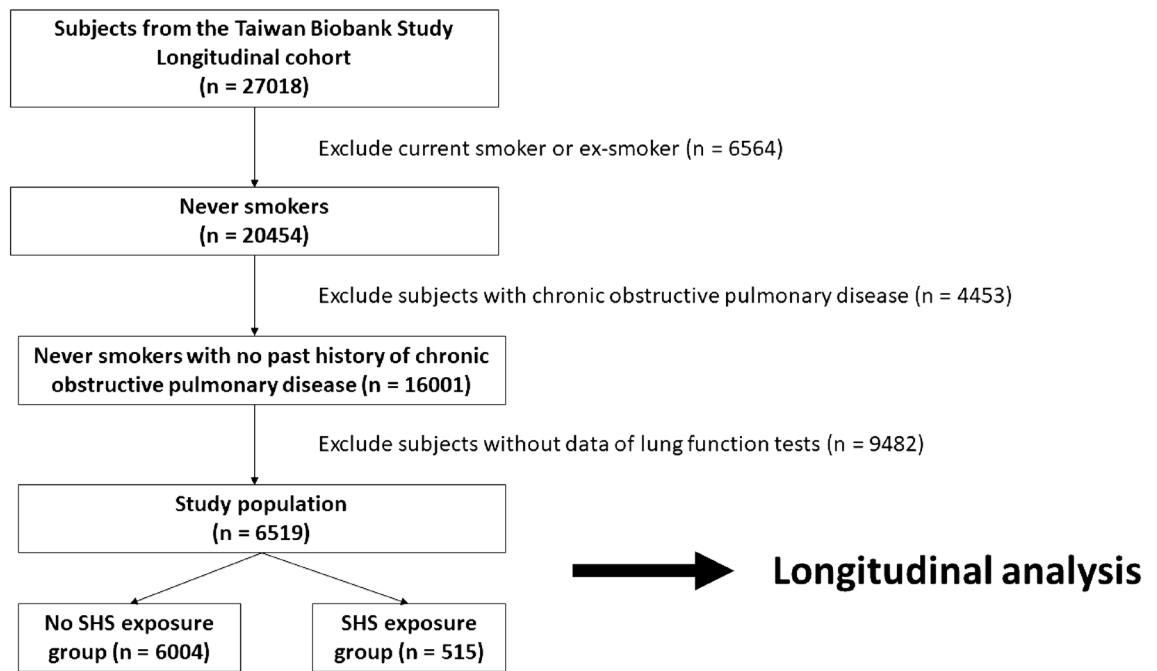 Subjects from the Taiwan Biobank Study
Longitudinal cohort
(n = 27018)
Exclude current smoker or ex-smoker (n = 6564)
Never smokers
(n = 20454)
Exclude subjects with chronic obstructive pulmonary disease (n = 4453)
Never smokers with no past history of chronic
obstructive pulmonary disease (n = 16001)
Exclude subjects without data of lung function tests (n = 9482)
Study population
(n = 6519)
Longitudinal analysis
No SHS exposure
group (n = 6004)
SHS exposure
group (n = 515)